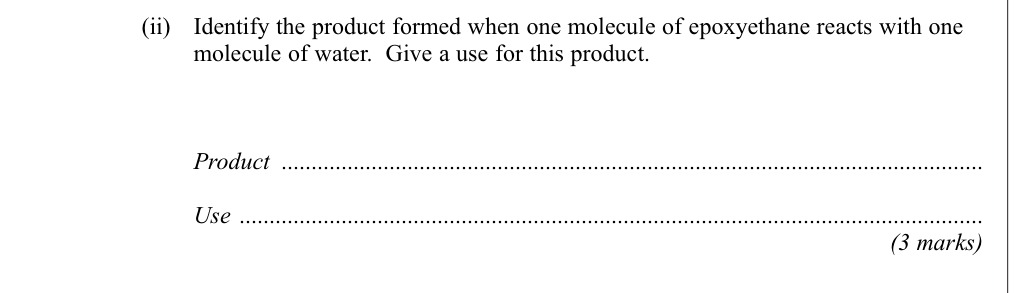 (ii) Identify the product formed when one molecule of epoxyethane reacts with one
molecule of water. Give a use for this product.
Product ..........................................................................................................................
Use .................................................................................................................................
(3 marks)